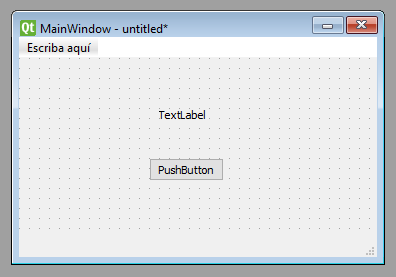 Qt MainWindow - untitled*
Escriba aquí
TextLabel
PushButton